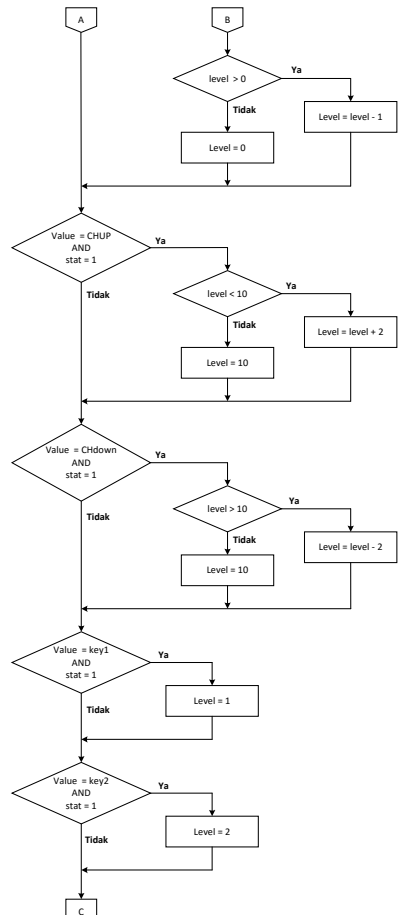 A
B
level > 0
Ya
Tidak
Level = level - 1
Level = 0
Value = CHUP
AND
stat = 1
Ya
Tidak
level < 10
Ya
Tidak
Level = level + 2
Level = 10
Value = CHdown
AND
stat = 1
Ya
Tidak
level > 10
Ya
Tidak
Level = level - 2
Level = 10
Value = key1
AND
stat = 1
Ya
Tidak
Level = 1
Value = key2
AND
stat = 1
Ya
Tidak
Level = 2
C